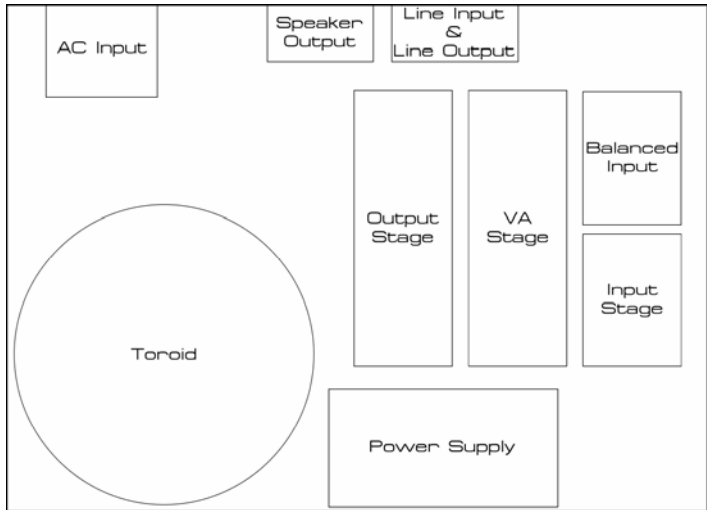 AC Input
Speaker
Output
Line Input
&
Line Output
Balanced
Input
Output
Stage
VA
Stage
Input
Stage
Toroid
Power Supply